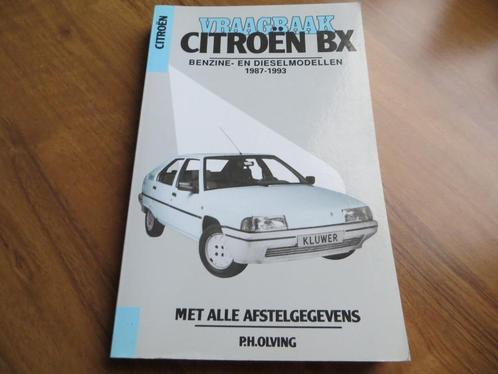 CITROËN
VRAAGBAAK
CITROËN BX
BENZINE- EN DIESELMODELLEN
1987-1993
KLUWER
MET ALLE AFSTELGEGEVENS
P.H.OLVING